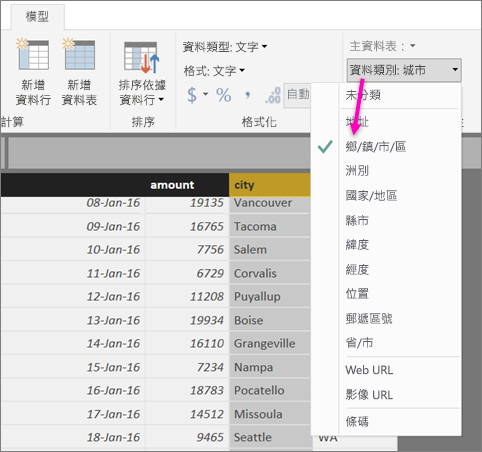 模型
新增
資料行
新增
資料表
計算
排序依據
資料行
排序
資料類型: 文字
格式: 文字
$ % , .00 自動
格式化
主資料表：
資料類別: 城市
未分類
地址
鄉/鎮/市/區
洲別
國家/地區
縣市
緯度
經度
位置
郵遞區號
省/市
Web URL
影像 URL
條碼
amount city
08-Jan-16 19135 Vancouver
09-Jan-16 16765 Tacoma
10-Jan-16 7756 Salem
11-Jan-16 6729 Corvalis
12-Jan-16 11208 Puyallup
13-Jan-16 19934 Boise
14-Jan-16 16110 Grangeville
15-Jan-16 7234 Nampa
16-Jan-16 18783 Pocatello
17-Jan-16 14512 Missoula
18-Jan-16 9465 Seattle WA